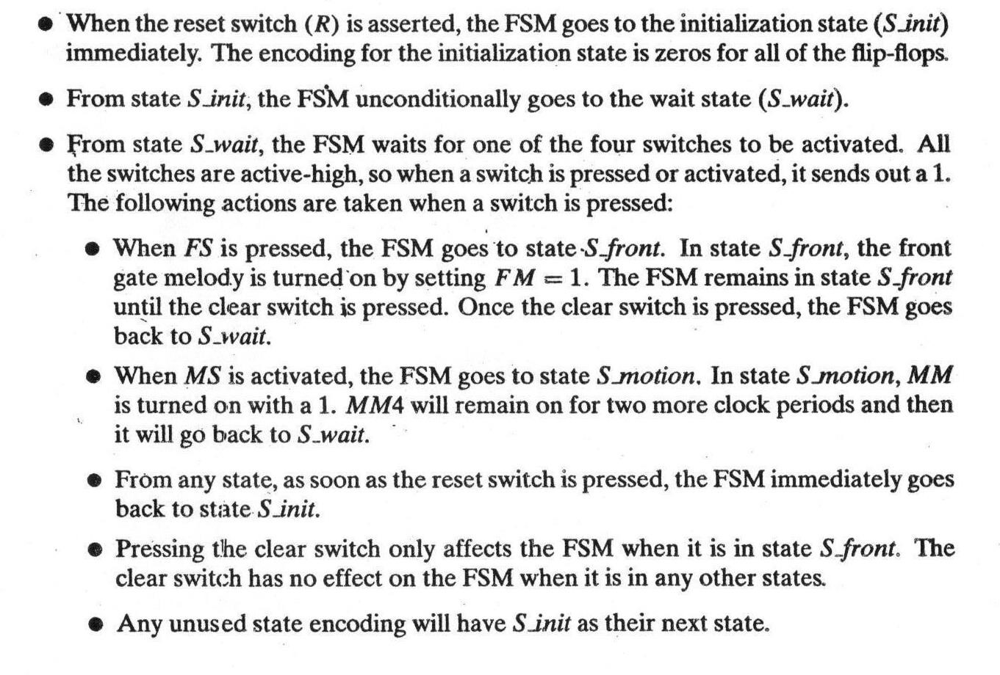 ● When the reset switch (R) is asserted, the FSM goes to the initialization state (S_init)
immediately. The encoding for the initialization state is zeros for all of the flip-flops.
● From state S_init, the FSM unconditionally goes to the wait state (S_wait).
● From state S_wait, the FSM waits for one of the four switches to be activated. All
the switches are active-high, so when a switch is pressed or activated, it sends out a 1.
The following actions are taken when a switch is pressed:
● When FS is pressed, the FSM goes to state S_front. In state S_front, the front
gate melody is turned on by setting FM = 1. The FSM remains in state S_front
until the clear switch is pressed. Once the clear switch is pressed, the FSM goes
back to S_wait.
● When MS is activated, the FSM goes to state S_motion. In state S_motion, MM
is turned on with a 1. MM4 will remain on for two more clock periods and then
it will go back to S_wait.
● From any state, as soon as the reset switch is pressed, the FSM immediately goes
back to state S_init.
● Pressing the clear switch only affects the FSM when it is in state S_front. The
clear switch has no effect on the FSM when it is in any other states.
● Any unused state encoding will have S_init as their next state.